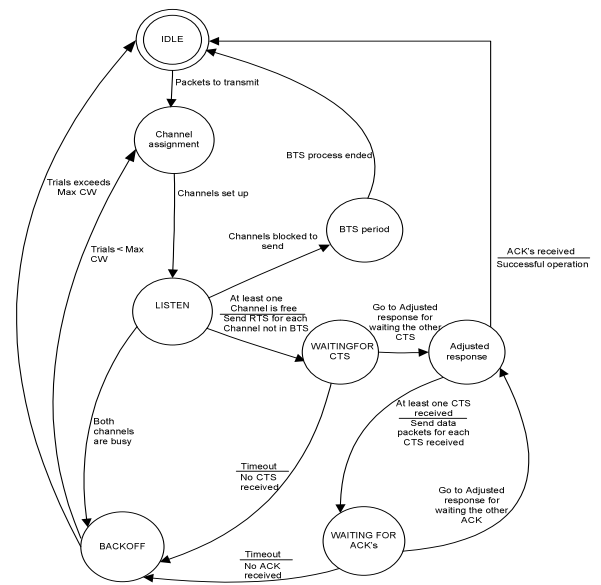 IDLE
Packets to transmit
Channel
assignment
BTS process ended
Trials exceeds
Max CW
Channels set up
Trials < Max
CW
Channels blocked to
send
BTS period
ACK's received
Successful operation
LISTEN
At least one
Channel is free
Send RTS for each
Channel not in BTS
Go to Adjusted
response for
waiting the other
CTS
WAITINGFOR
CTS
Adjusted
response
At least one CTS
received
Send data
packets for each
CTS received
Both
channels
are busy
Timeout
No CTS
received
Go to Adjusted
response for
waiting the other
ACK
BACKOFF
WAITING FOR
ACK's
Timeout
No ACK
received